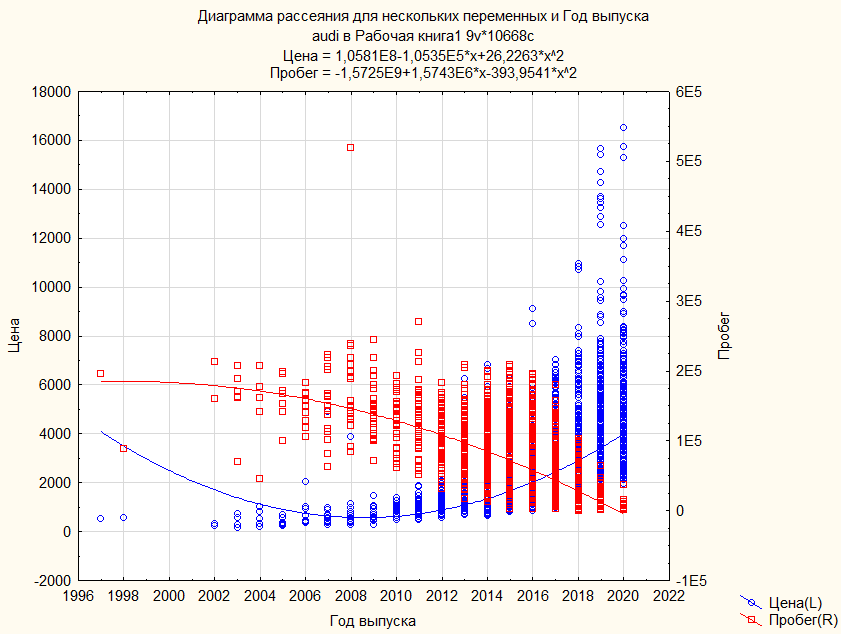 Диаграмма рассеяния для нескольких переменных и Год выпуска
audi в Рабочая книга1 9v*10668c
Цена = 1,0581E8-1,0535E5*x+26,2263*x^2
Пробег = -1,5725E9+1,5743E6*x-393,9541*x^2
18000 6E5
16000
5E5
14000
12000 4E5
10000
3E5
8000
Цена Пробег
6000 2E5
4000 1E5
2000
0
0
-2000 -1E5
1996 1998 2000 2002 2004 2006 2008 2010 2012 2014 2016 2018 2020 2022
Год выпуска
Цена(L)
Пробег(R)